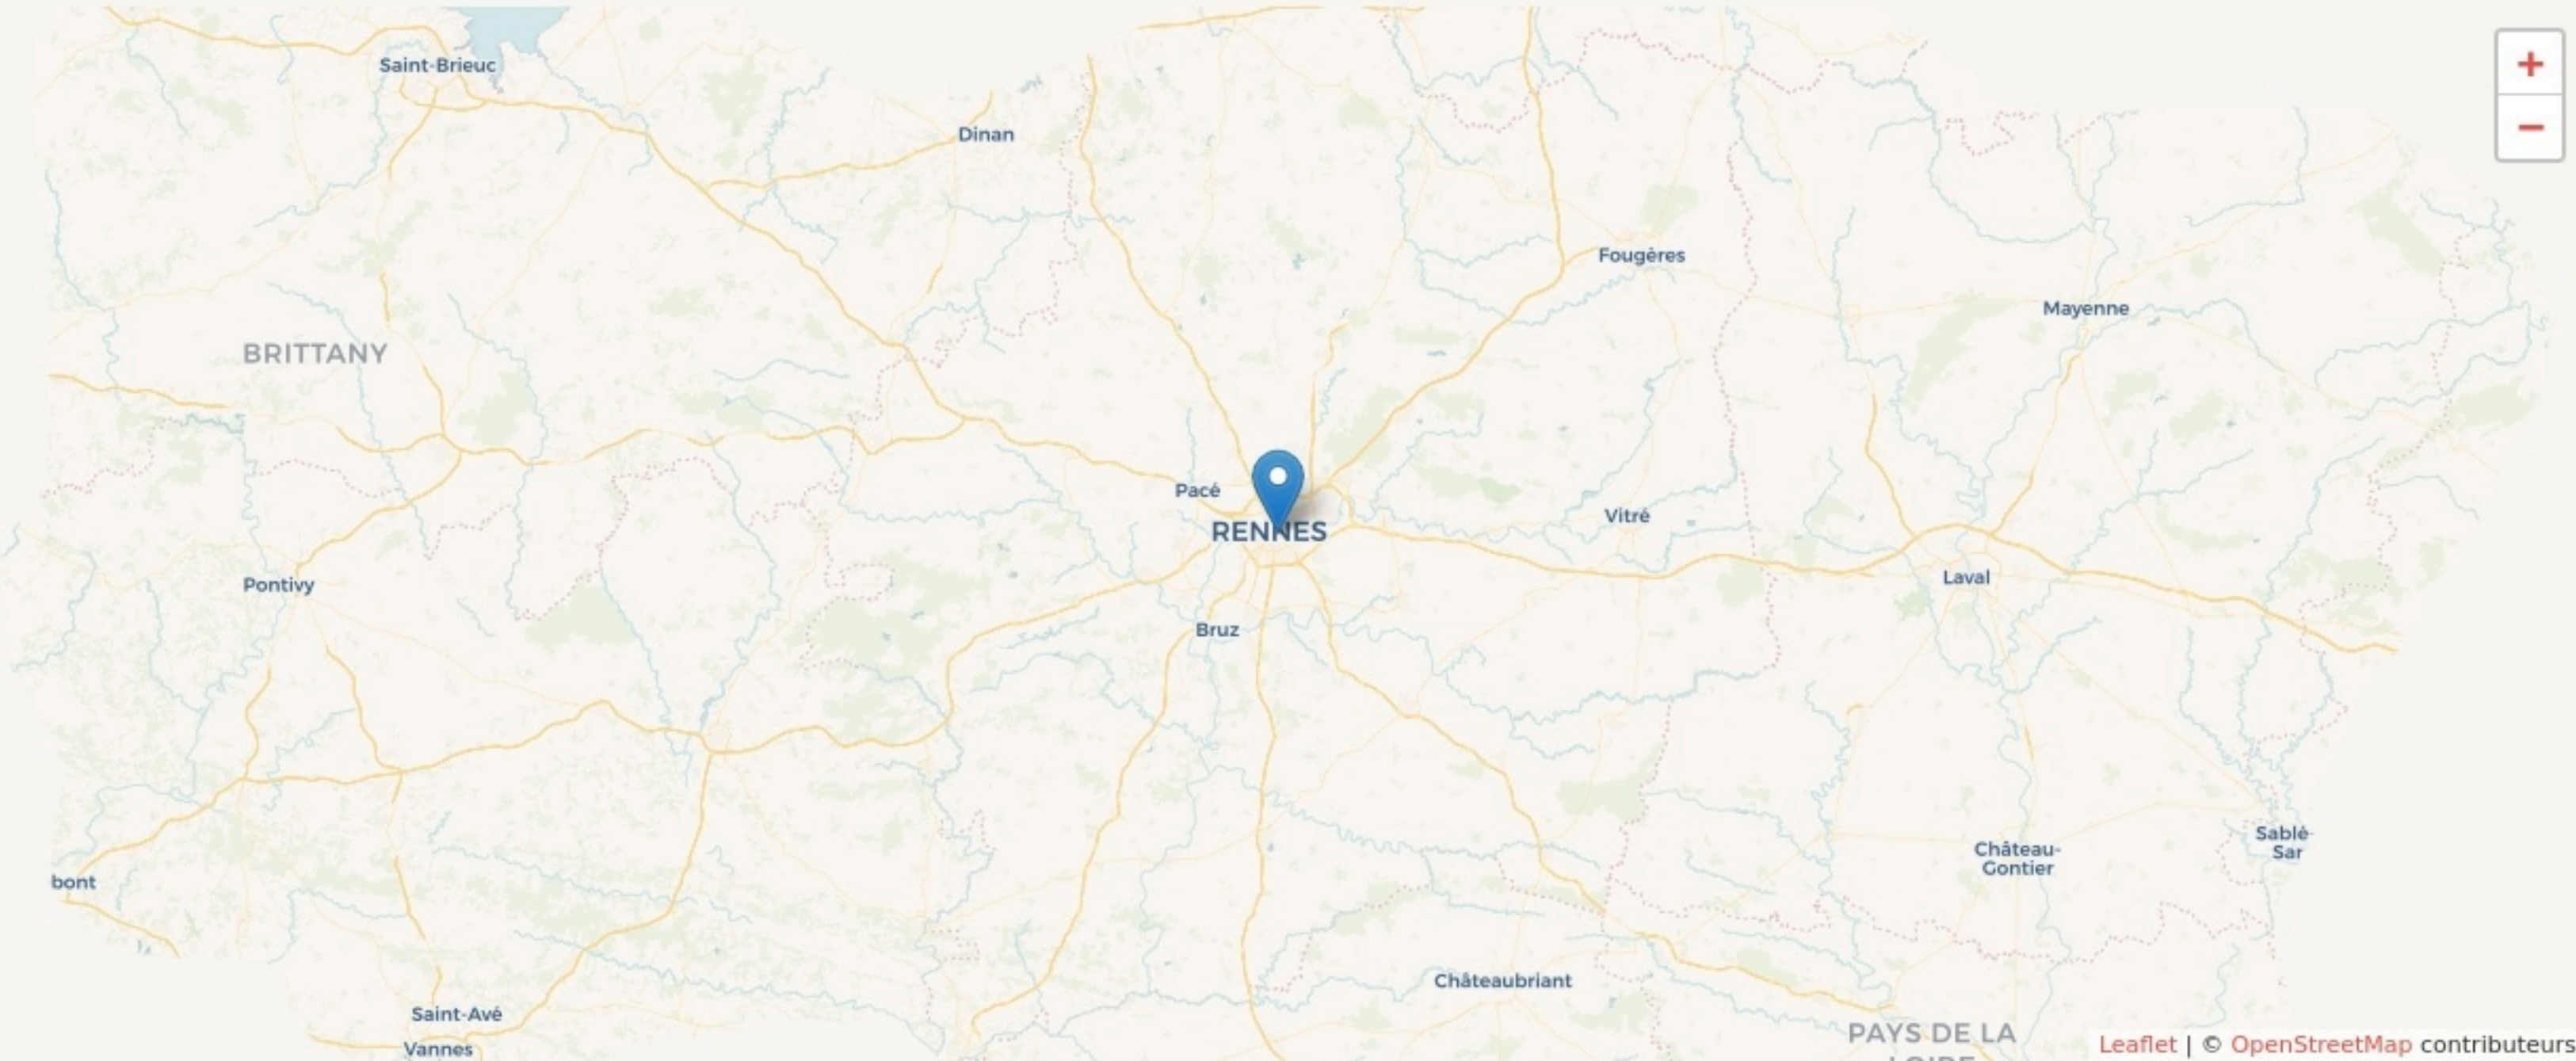 Saint-Brieuc
+
−
Dinan
Fougères
Mayenne
BRITTANY
Pacé
RENNES
Vitré
Pontivy
Laval
Bruz
Château-
Gontier
Sablé-
Sar
bont
Châteaubriant
Saint-Avé
Vannes
PAYS DE LA
LOIRE
Leaflet | © OpenStreetMap contributeurs